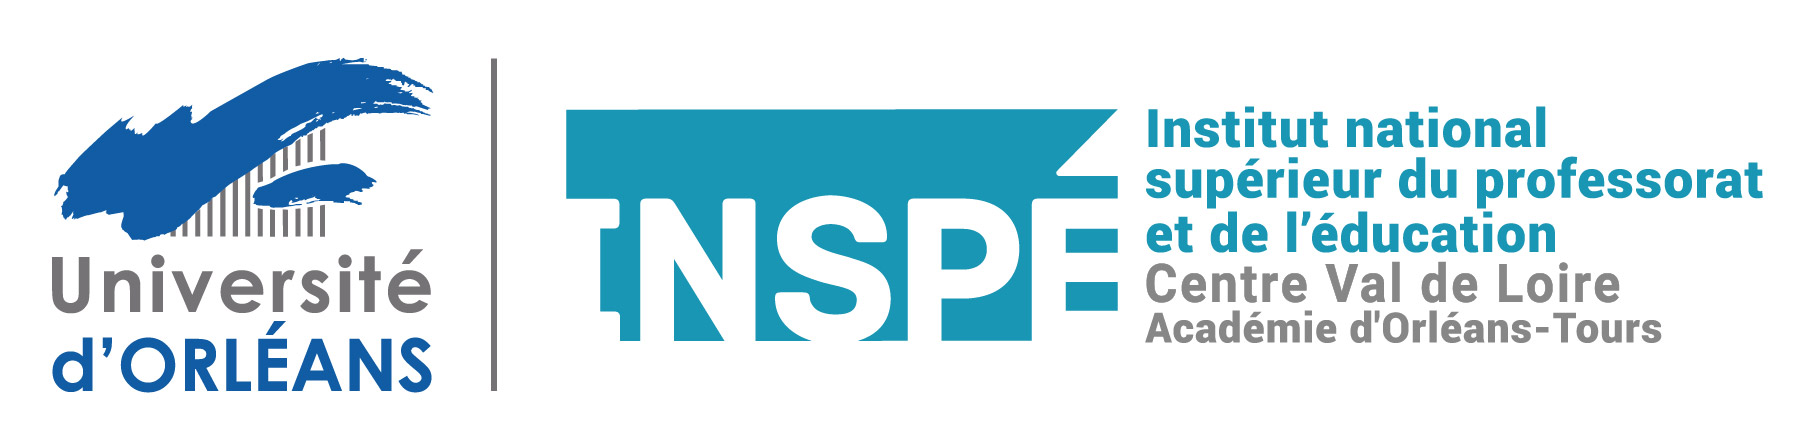 Université
d'ORLÉANS
INSPÉ
Institut national
supérieur du professorat
et de l’éducation
Centre Val de Loire
Académie d'Orléans-Tours